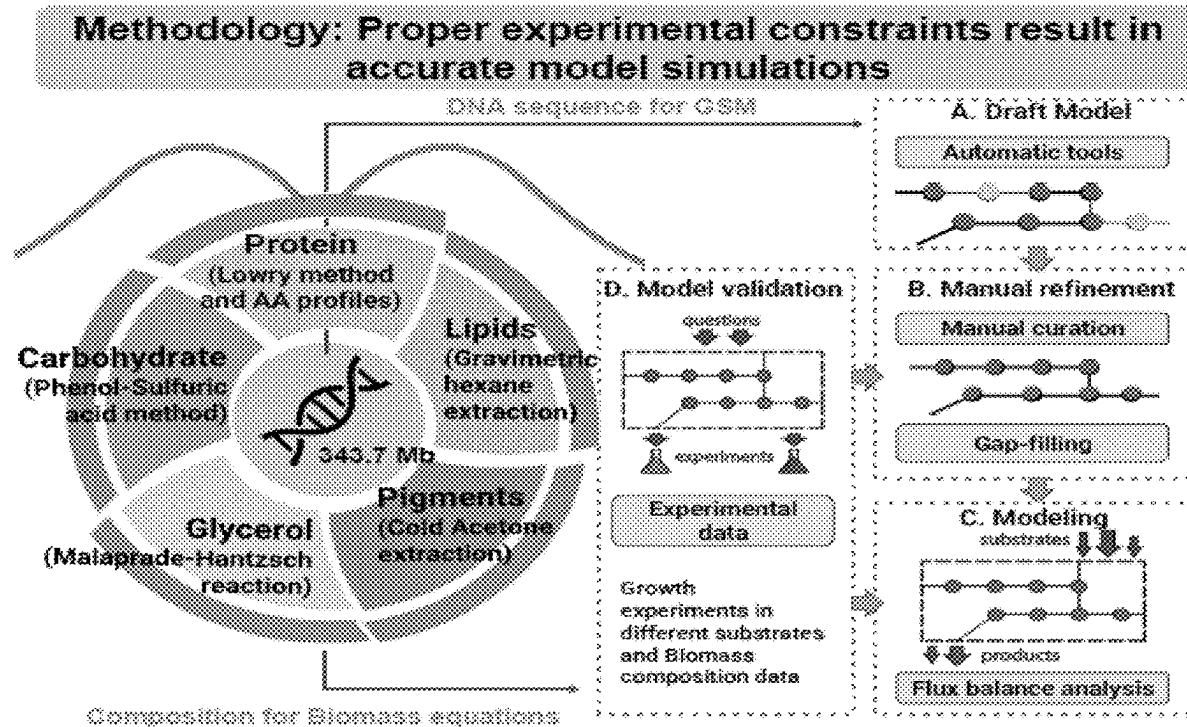 Methodology: Proper experimental constraints result in
accurate model simulations
DNA sequence for GSM
Protein
(Lowry method
and AA profiles)
Lipids
(Gravimetric
hexane
extraction)
Carbohydrate
(Phenol-Sulfuric
acid method)
343.7 Mb
Pigments
(Cold Acetone
extraction)
Glycerol
(Malaprade-Hantzsch
reaction)
Composition for Biomass equations
A. Draft Model
Automatic tools
B. Manual refinement
Manual curation
Gap-filling
C. Modeling
substrates
products
Flux balance analysis
D. Model validation
questions
experiments
Experimental
data
Growth
experiments in
different substrates
and Biomass
composition data